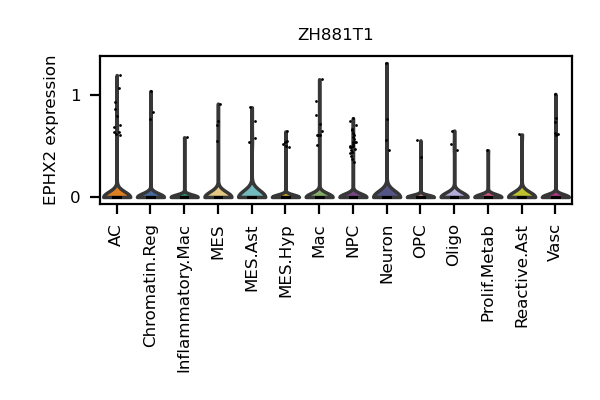 ZH881T1
EPHX2 expression
1
0
AC
Chromatin.Reg
Inflammatory.Mac
MES
MES.Ast
MES.Hyp
Mac
NPC
Neuron
OPC
Oligo
Prolif.Metab
Reactive.Ast
Vasc